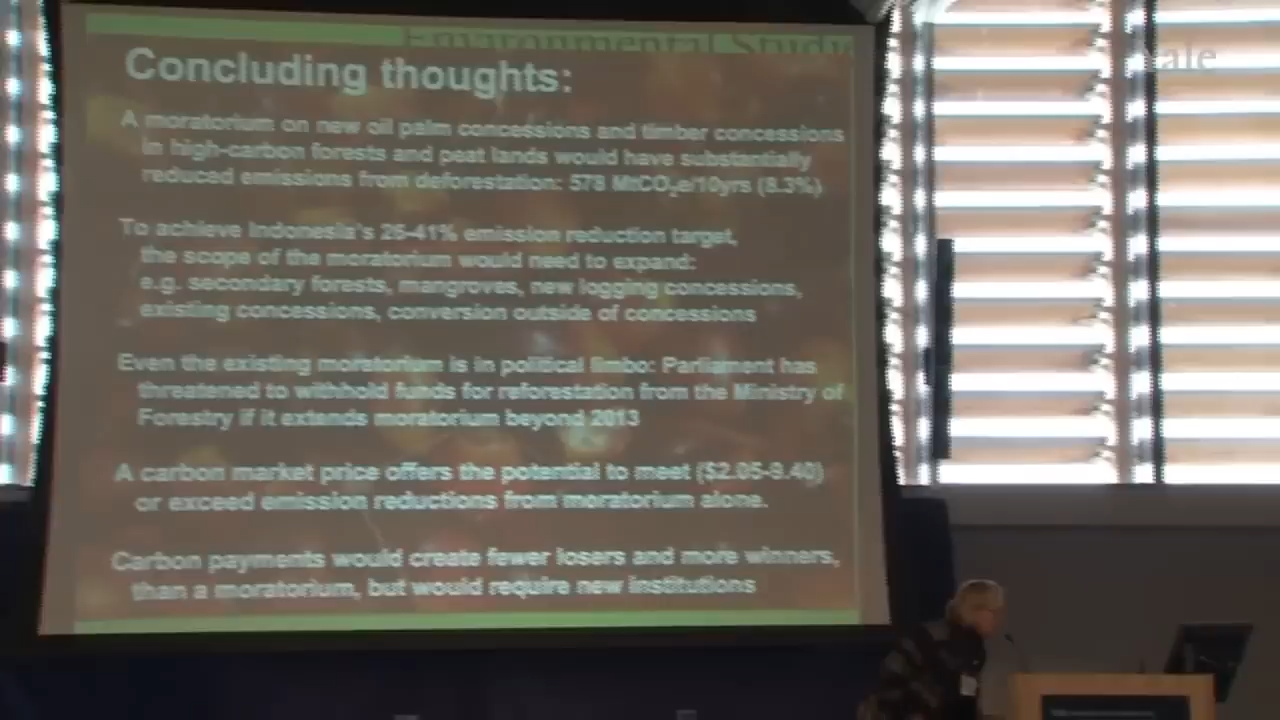 Environmental Study
Yale
Concluding thoughts:
A moratorium on new oil palm concessions and timber concessions
in high-carbon forests and peat lands would have substantially
reduced emissions from deforestation: 578 MtCO₂e/10yrs (8.3%)
To achieve Indonesia's 26-41% emission reduction target,
the scope of the moratorium would need to expand:
e.g. secondary forests, mangroves, new logging concessions,
existing concessions, conversion outside of concessions
Even the existing moratorium is in political limbo: Parliament has
threatened to withhold funds for reforestation from the Ministry of
Forestry if it extends moratorium beyond 2013
A carbon market price offers the potential to meet ($2.05-9.40)
or exceed emission reductions from moratorium alone.
Carbon payments would create fewer losers and more winners,
than a moratorium, but would require new institutions